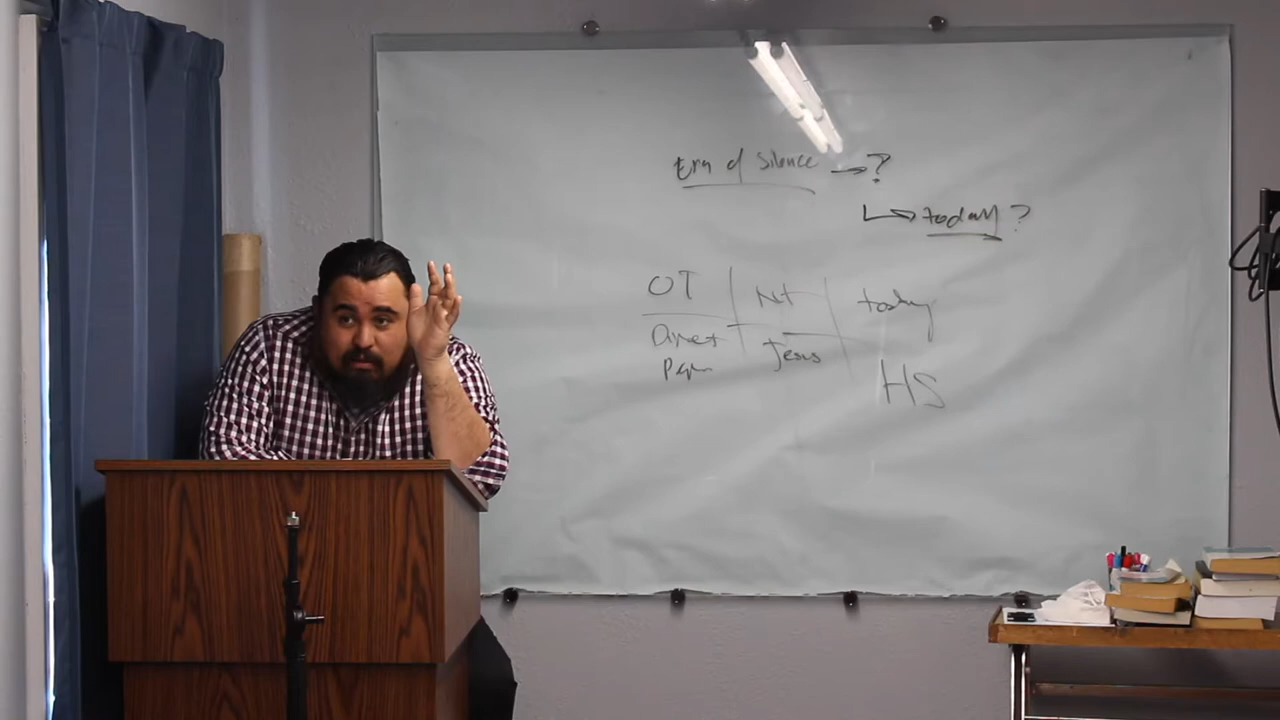 Era of Silence → ?
↳ today ?
OT | Nt | today
Direct | Jesus | HS